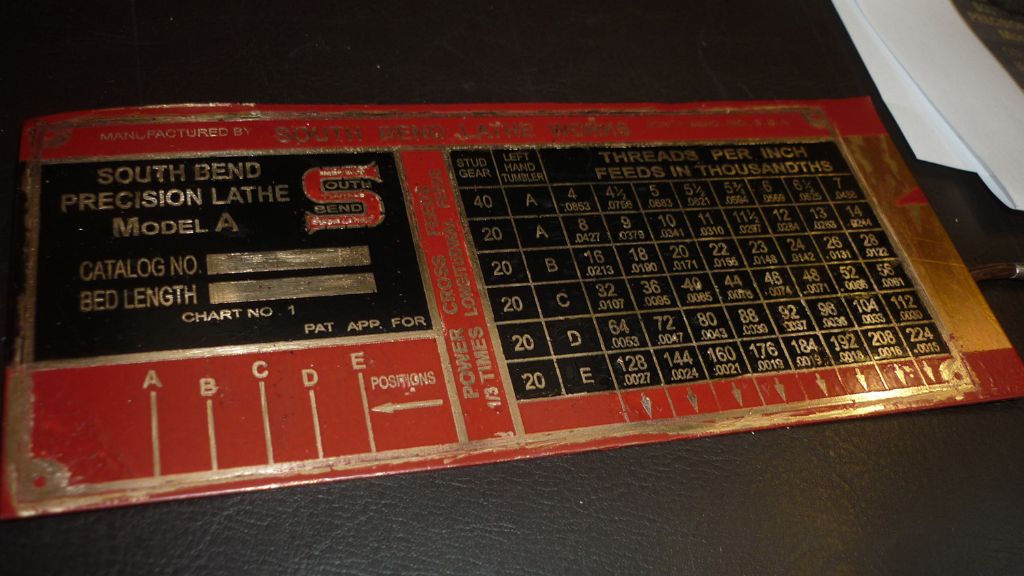 MANUFACTURED BY SOUTH BEND LATHE WORKS
SOUTH BEND
PRECISION LATHE
MODEL A
SOUTH
BEND
CATALOG NO.
BED LENGTH
CHART NO. 1
PAT. APP. FOR
A B C D E POSITIONS
POWER CROSS FEEDS
1/3 TIMES LONGITUDINAL FEEDS
STUD GEAR LEFT HAND TUMBLER THREADS PER INCH
FEEDS IN THOUSANDTHS
40 A 4 4½ 5 5½ 5¾ 6 6½ 7
.0853 .0758 .0683 .0621 .0594 .0569 .0525 .0488
20 A 8 9 10 11 11½ 12 13 14
.0427 .0379 .0341 .0310 .0297 .0284 .0263 .0244
20 B 16 18 20 22 23 24 26 28
.0213 .0190 .0171 .0155 .0148 .0142 .0131 .0122
20 C 32 36 40 44 46 48 52 56
.0107 .0095 .0085 .0078 .0074 .0071 .0061
20 D 64 72 80 88 92 96 104 112
.0053 .0047 .0043 .0039 .0037
20 E 128 144 160 176 184 192 208 224
.0027 .0024 .0021 .0019 .0018 .0016 .0015